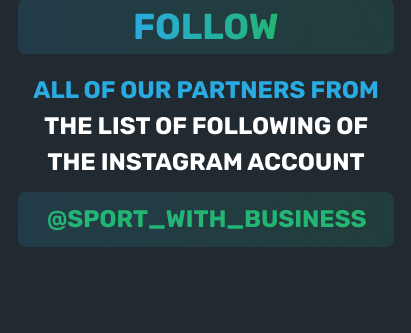 FOLLOW
ALL OF OUR PARTNERS FROM
THE LIST OF FOLLOWING OF
THE INSTAGRAM ACCOUNT
@SPORT_WITH_BUSINESS